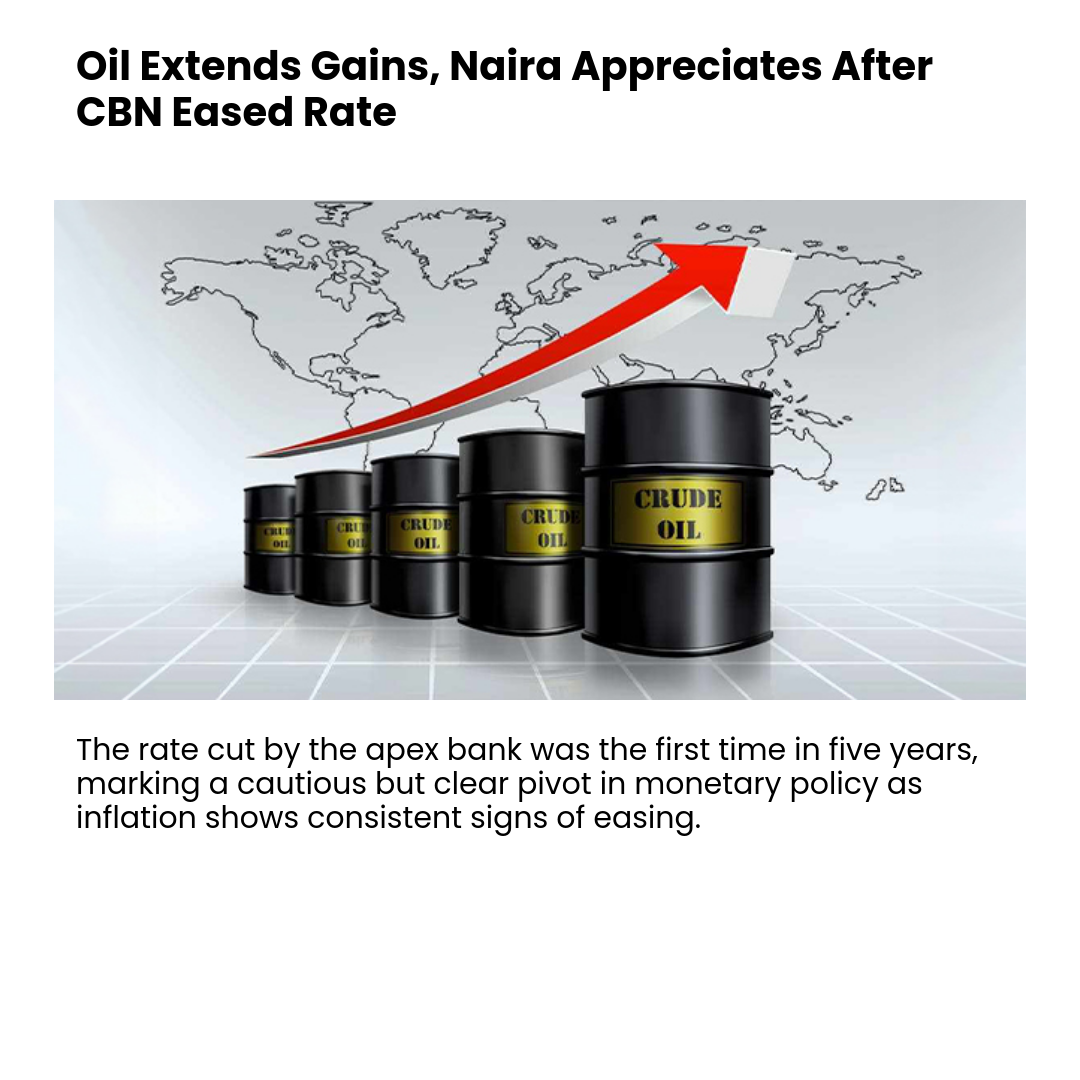 Oil Extends Gains, Naira Appreciates After
CBN Eased Rate
CRUDE
OIL
CRUDE
OIL
CRUDE
OIL
CRUDE
OIL
CRUDE
OIL
The rate cut by the apex bank was the first time in five years,
marking a cautious but clear pivot in monetary policy as
inflation shows consistent signs of easing.